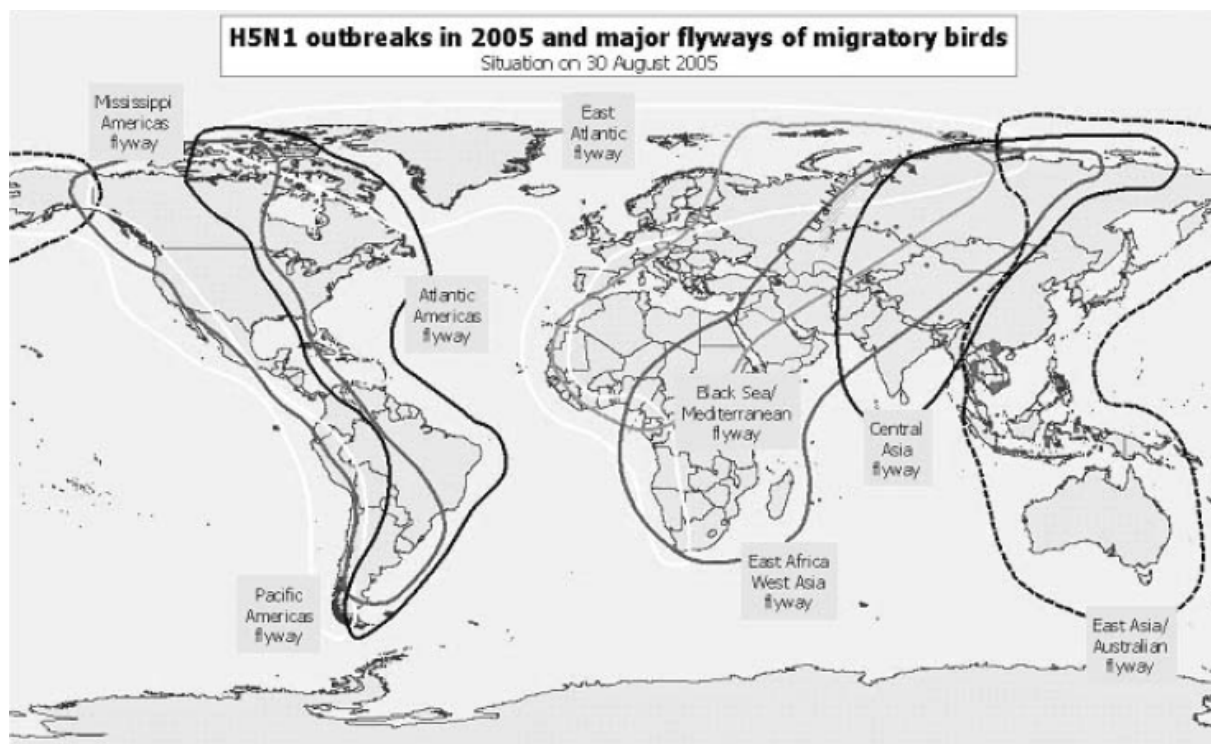 H5N1 outbreaks in 2005 and major flyways of migratory birds
Situation on 30 August 2005
Mississippi
Americas
flyway
East
Atlantic
flyway
Atlantic
Americas
flyway
Black Sea/
Mediterranean
flyway
Central
Asia
flyway
Pacific
Americas
flyway
East Africa
West Asia
flyway
East Asia/
Australian
flyway